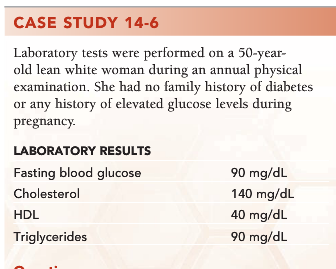 CASE STUDY 14-6
Laboratory tests were performed on a 50-year-
old lean white woman during an annual physical
examination. She had no family history of diabetes
or any history of elevated glucose levels during
pregnancy.
LABORATORY RESULTS
Fasting blood glucose 90 mg/dL
Cholesterol 140 mg/dL
HDL 40 mg/dL
Triglycerides 90 mg/dL